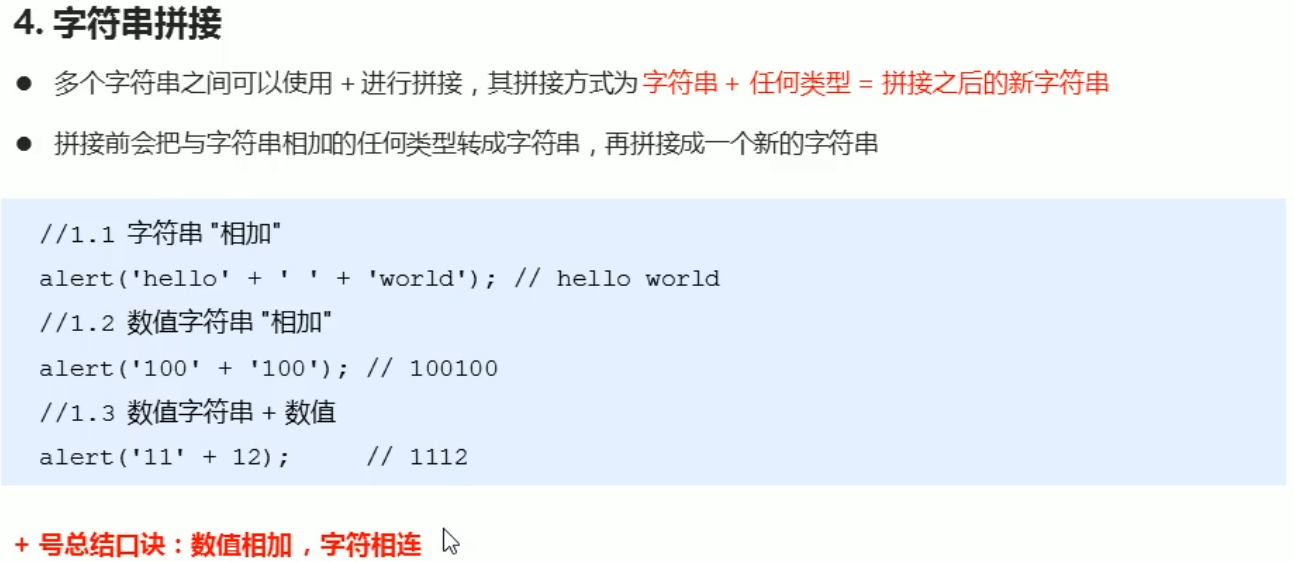 4. 字符串拼接
● 多个字符串之间可以使用 + 进行拼接，其拼接方式为 字符串 + 任何类型 = 拼接之后的新字符串
● 拼接前会把与字符串相加的任何类型转成字符串，再拼接成一个新的字符串
//1.1 字符串 "相加"
alert('hello' + ' ' + 'world'); // hello world
//1.2 数值字符串 "相加"
alert('100' + '100'); // 100100
//1.3 数值字符串 + 数值
alert('11' + 12);     // 1112
+ 号总结口诀：数值相加，字符相连